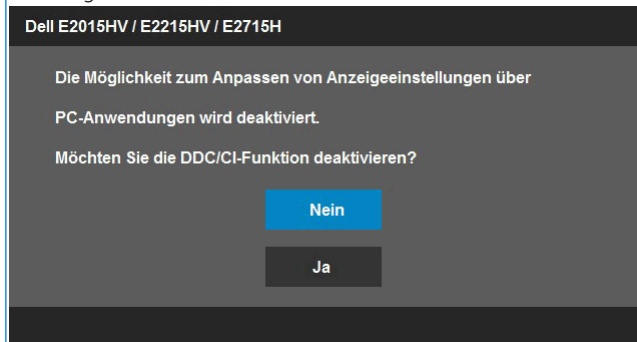 Dell E2015HV / E2215HV / E2715H
Die Möglichkeit zum Anpassen von Anzeigeeinstellungen über
PC-Anwendungen wird deaktiviert.
Möchten Sie die DDC/CI-Funktion deaktivieren?
Nein
Ja